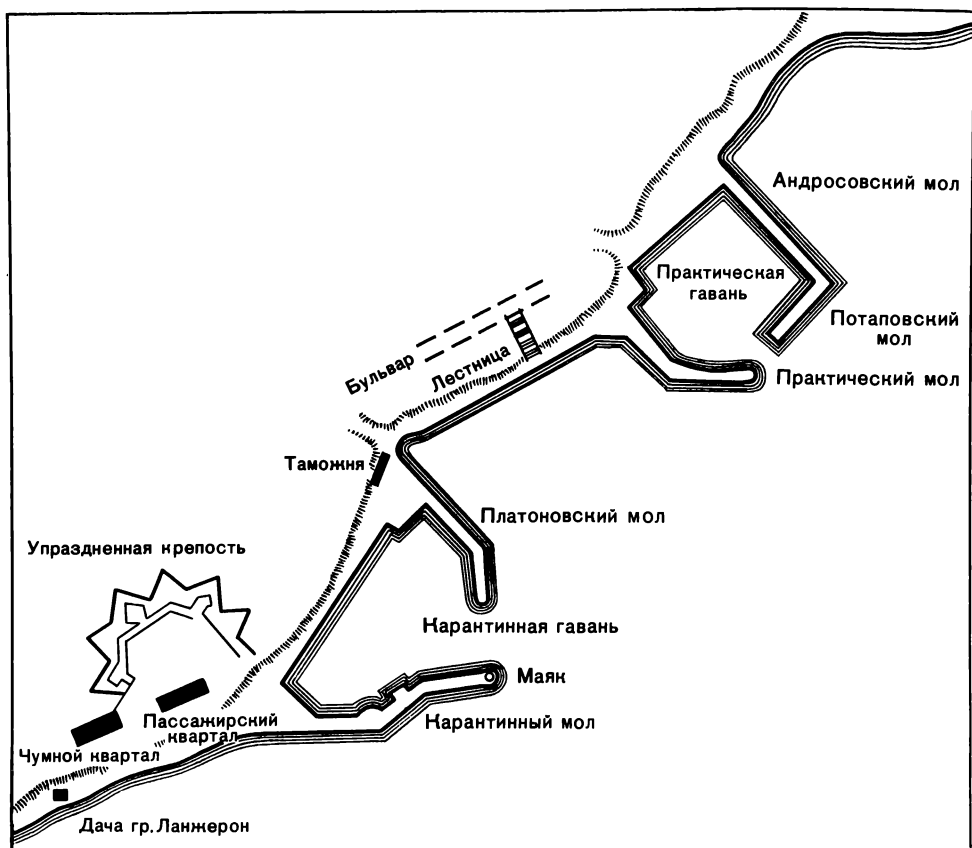 Андросовский мол
Практическая
гавань
Потаповский
мол
Бульвар
Лестница
Практический мол
Таможня
Платоновский мол
Упраздненная крепость
Карантинная гавань
Маяк
Пассажирский
квартал
Карантинный мол
Чумной квартал
Дача гр. Ланжерон